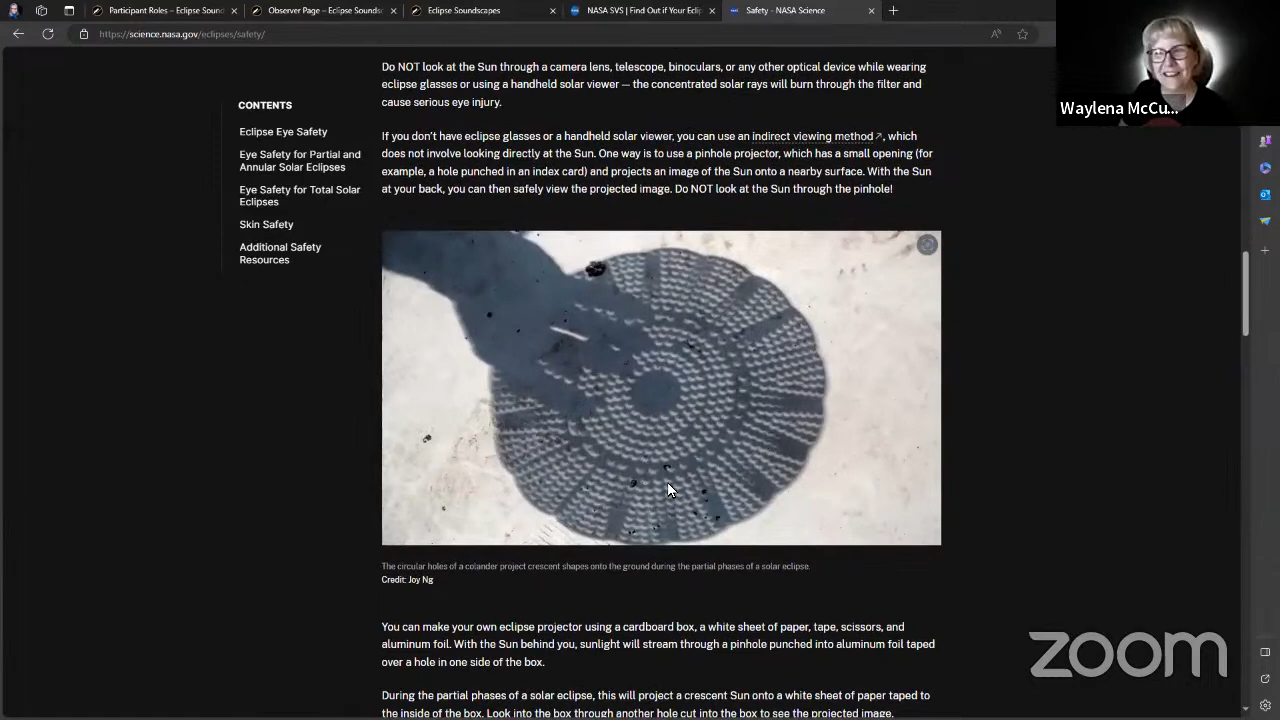 Participant Roles – Eclipse Sound
Observer Page – Eclipse Sounds
Eclipse Soundscapes
NASA SVS | Find Out if Your Eclip
Safety - NASA Science
https://science.nasa.gov/eclipses/safety/
Waylena McCu...
CONTENTS
Eclipse Eye Safety
Eye Safety for Partial and
Annular Solar Eclipses
Eye Safety for Total Solar
Eclipses
Skin Safety
Additional Safety
Resources
Do NOT look at the Sun through a camera lens, telescope, binoculars, or any other optical device while wearing
eclipse glasses or using a handheld solar viewer — the concentrated solar rays will burn through the filter and
cause serious eye injury.
If you don't have eclipse glasses or a handheld solar viewer, you can use an indirect viewing method↗, which
does not involve looking directly at the Sun. One way is to use a pinhole projector, which has a small opening (for
example, a hole punched in an index card) and projects an image of the Sun onto a nearby surface. With the Sun
at your back, you can then safely view the projected image. Do NOT look at the Sun through the pinhole!
The circular holes of a colander project crescent shapes onto the ground during the partial phases of a solar eclipse.
Credit: Joy Ng
You can make your own eclipse projector using a cardboard box, a white sheet of paper, tape, scissors, and
aluminum foil. With the Sun behind you, sunlight will stream through a pinhole punched into aluminum foil taped
over a hole in one side of the box.
During the partial phases of a solar eclipse, this will project a crescent Sun onto a white sheet of paper taped to
the inside of the box. Look into the box through another hole cut into the box to see the projected image.
zoom